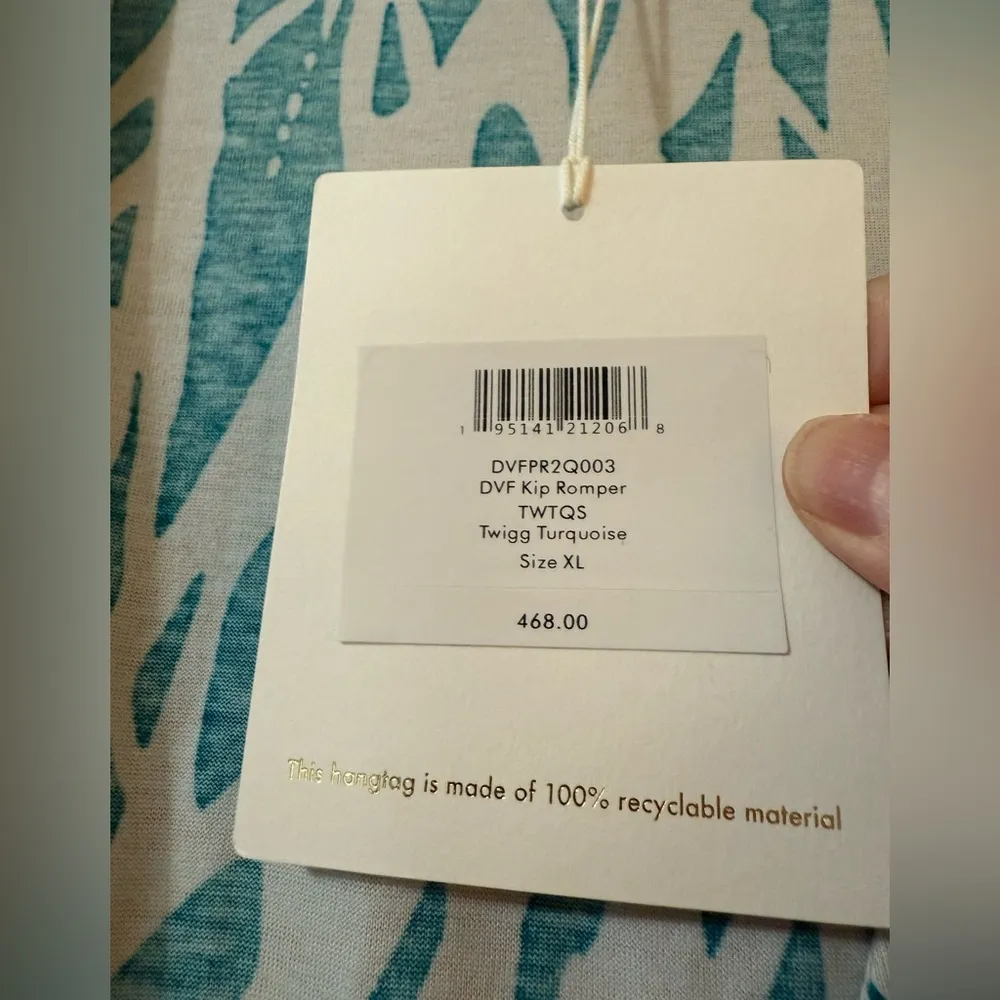 1 95141 21206 8
DVFPR2Q003
DVF Kip Romper
TWTQS
Twigg Turquoise
Size XL
468.00
This hangtag is made of 100% recyclable material